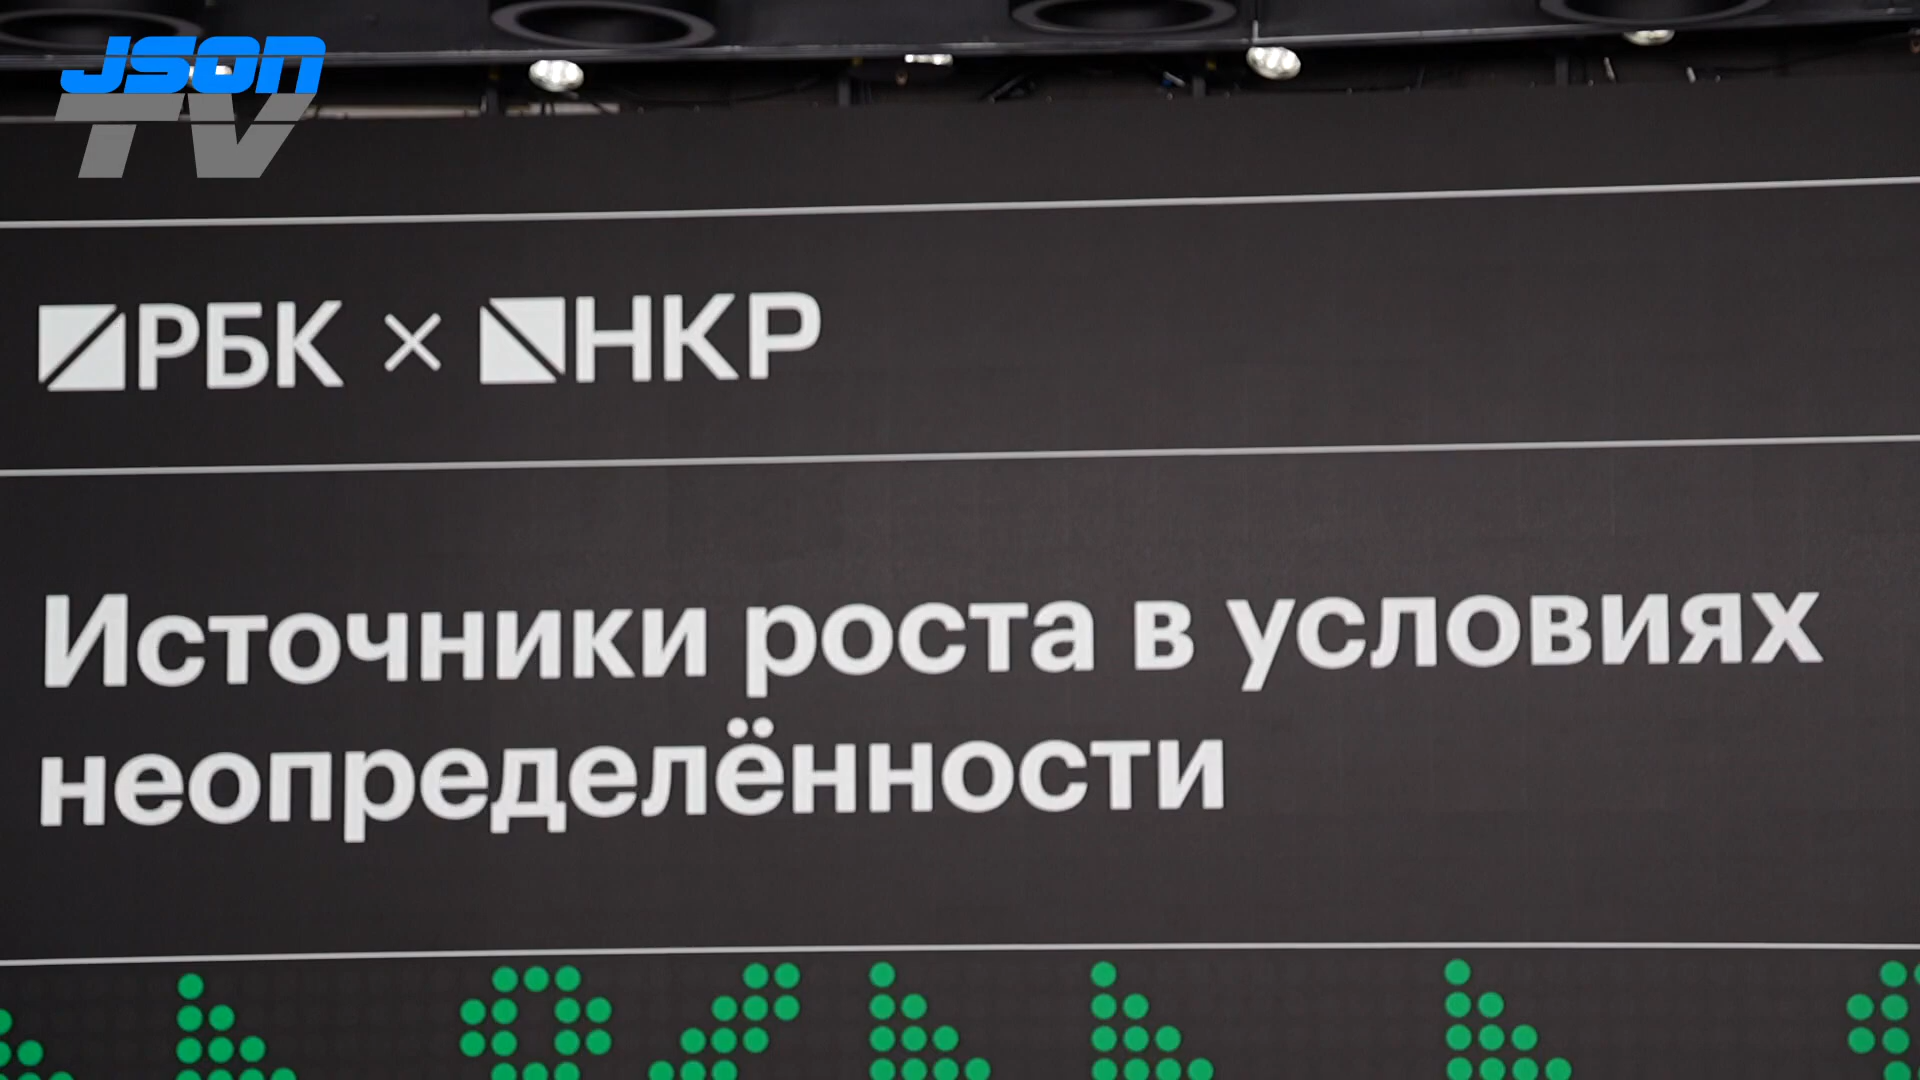 JSON
TV
РБК × НКР
Источники роста в условиях
неопределённости